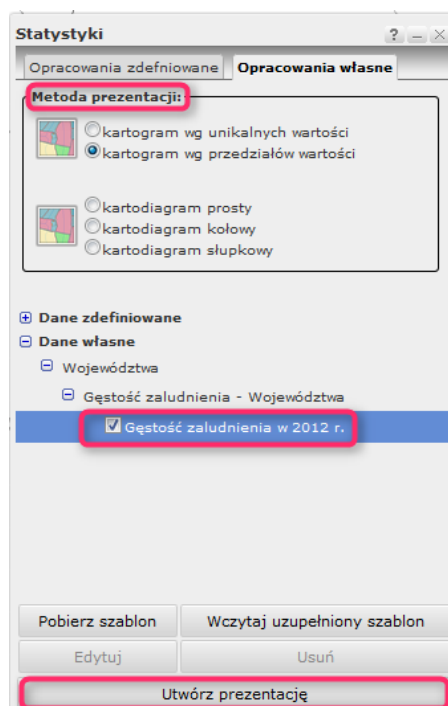 Statystyki ? – ×
Opracowania zdefniowane Opracowania własne
Metoda prezentacji:
kartogram wg unikalnych wartości
kartogram wg przedziałów wartości
kartodiagram prosty
kartodiagram kołowy
kartodiagram słupkowy
Dane zdefiniowane
Dane własne
Województwa
Gęstość zaludnienia - Województwa
Gęstość zaludnienia w 2012 r.
Pobierz szablon Wczytaj uzupełniony szablon
Edytuj Usuń
Utwórz prezentację